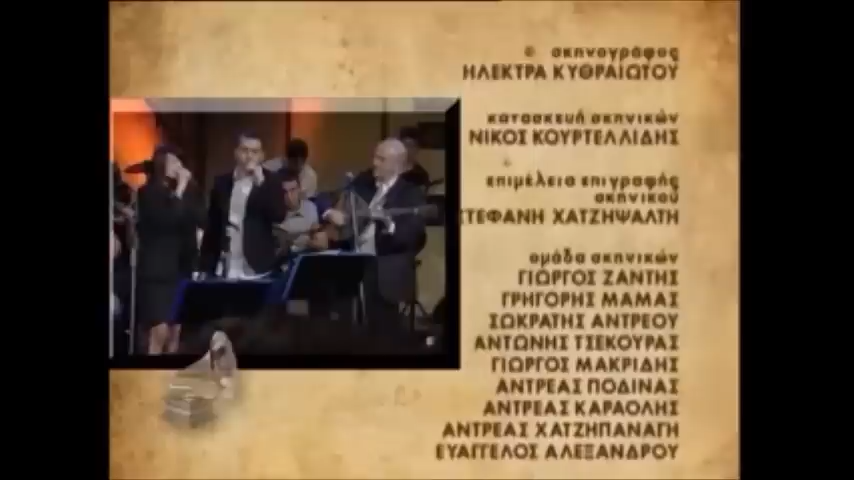 σκηνογράφος
ΗΛΕΚΤΡΑ ΚΥΘΡΑΙΩΤΟΥ
κατασκευή σκηνικών
ΝΙΚΟΣ ΚΟΥΡΤΕΛΛΙΔΗΣ
επιμέλεια επιγραφής
σκηνικού
ΣΤΕΦΑΝΗ ΧΑΤΖΗΨΑΛΤΗ
ομάδα σκηνικών
ΓΙΩΡΓΟΣ ΖΑΝΤΗΣ
ΓΡΗΓΟΡΗΣ ΜΑΜΑΣ
ΣΩΚΡΑΤΗΣ ΑΝΤΡΕΟΥ
ΑΝΤΩΝΗΣ ΤΣΕΚΟΥΡΑΣ
ΓΙΩΡΓΟΣ ΜΑΚΡΙΔΗΣ
ΑΝΤΡΕΑΣ ΠΟΔΙΝΑΣ
ΑΝΤΡΕΑΣ ΚΑΡΑΟΛΗΣ
ΑΝΤΡΕΑΣ ΧΑΤΖΗΠΑΝΑΓΗ
ΕΥΑΓΓΕΛΟΣ ΑΛΕΞΑΝΔΡΟΥ